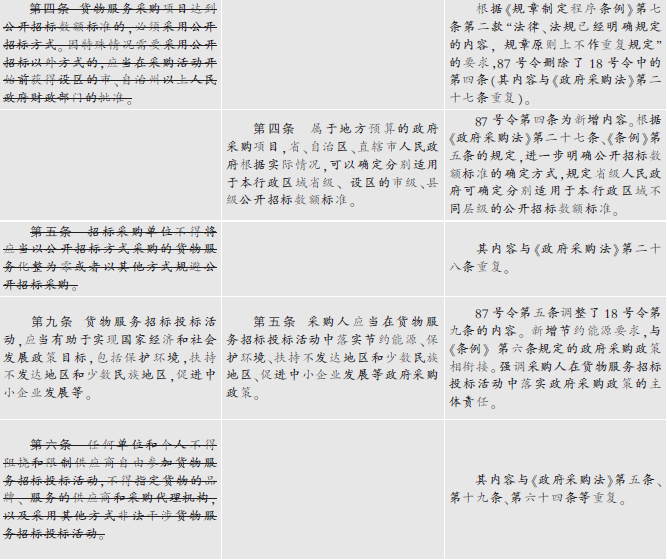 第四条 货物服务采购项目达到
公开招标数额标准的,必须采用公开
招标方式。因特殊情况需要采用公开
招标以外方式的,应当在采购活动开
始前获得设区的市、自治州以上人民
政府财政部门的批准。
根据《规章制定程序条例》第七
条第二款“法律、法规已经明确规定
的内容,规章原则上不作重复规定”
的要求,87号令删除了18号令中的
第四条(其内容与《政府采购法》第二
十七条重复)。
第四条 属于地方预算的政府
采购项目,省、自治区、直辖市人民政
府根据实际情况,可以确定分别适用
于本行政区域省级、设区的市级、县
级公开招标数额标准。
87号令第四条为新增内容。根据
《政府采购法》第二十七条、《条例》第
五条的规定,进一步明确公开招标数
额标准的确定方式,规定省级人民政
府可确定分别适用于本行政区域不
同层级的公开招标数额标准。
第五条 招标采购单位不得将
应当以公开招标方式采购的货物服
务化整为零或者以其他方式规避公
开招标采购。
其内容与《政府采购法》第二十
八条重复。
第九条 货物服务招标投标活
动,应当有助于实现国家经济和社会
发展政策目标,包括保护环境,扶持
不发达地区和少数民族地区,促进中
小企业发展等。
第五条 采购人应当在货物服
务招标投标活动中落实节约能源、保
护环境、扶持不发达地区和少数民族
地区、促进中小企业发展等政府采购
政策。
87号令第五条调整了18号令第
九条的内容。新增节约能源要求,与
《条例》第六条规定的政府采购政策
相衔接。强调采购人在货物服务招标
投标活动中落实政府采购政策的主
体责任。
第六条 任何单位和个人不得
阻挠和限制供应商自由参加货物服
务招标投标活动,不得指定货物的品
牌、服务的供应商和采购代理机构,
以及采用其他方式非法干涉货物服
务招标投标活动。
其内容与《政府采购法》第五条、
第十九条、第六十四条等重复。